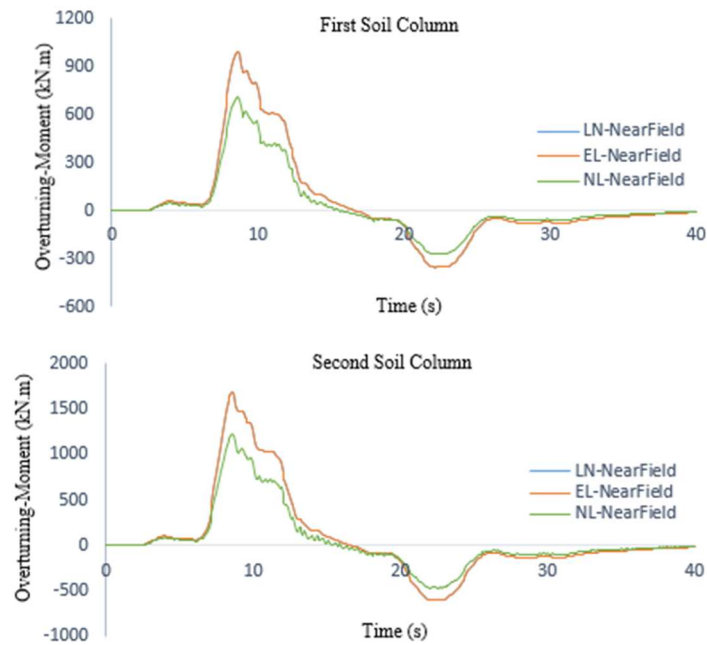 First Soil Column
Overturning-Moment (kN.m)
1200
900
600
300
0
-300
-600
0
10
20
30
40
LN-NearField
EL-NearField
NL-NearField
Time (s)
Second Soil Column
Overturning-Moment (kN.m)
2000
1500
1000
500
0
-500
-1000
0
10
20
30
40
LN-NearField
EL-NearField
NL-NearField
Time (s)